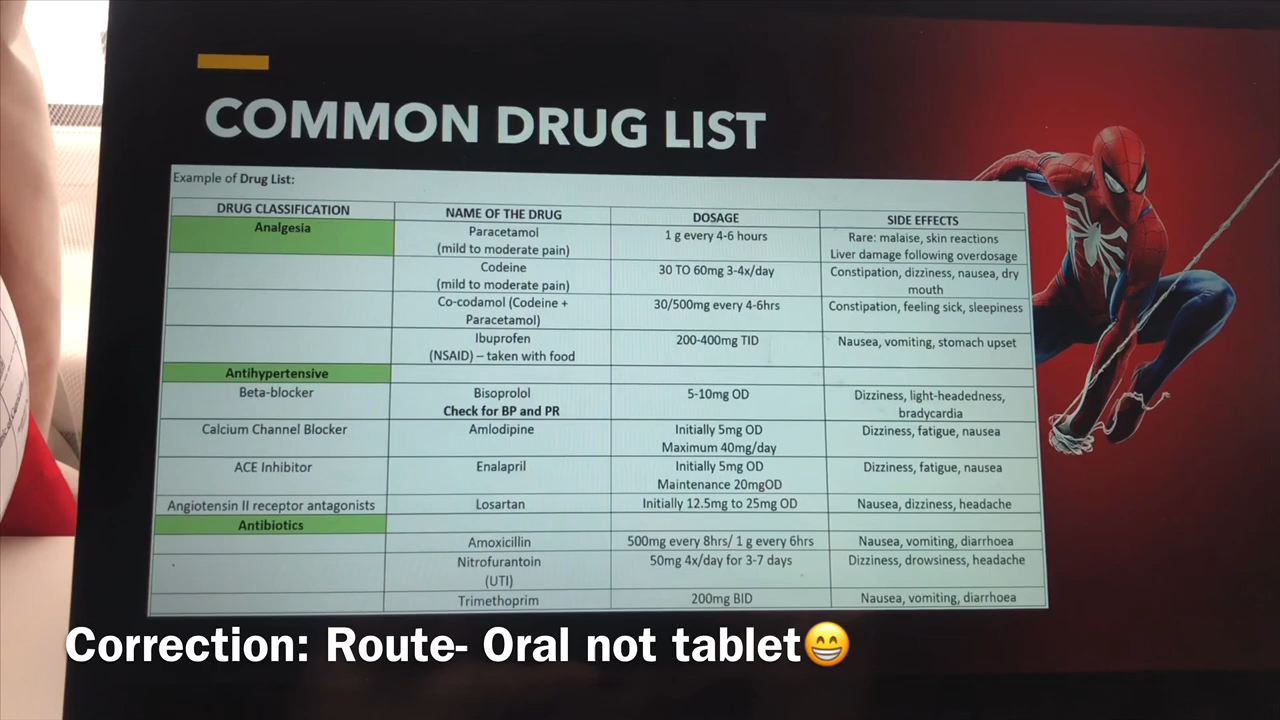 COMMON DRUG LIST
Example of Drug List:
DRUG CLASSIFICATION NAME OF THE DRUG DOSAGE SIDE EFFECTS
Analgesia Paracetamol 1 g every 4-6 hours Rare: malaise, skin reactions
(mild to moderate pain) Liver damage following overdosage
Codeine 30 TO 60mg 3-4x/day Constipation, dizziness, nausea, dry
(mild to moderate pain) mouth
Co-codamol (Codeine + 30/500mg every 4-6hrs Constipation, feeling sick, sleepiness
Paracetamol)
Ibuprofen 200-400mg TID Nausea, vomiting, stomach upset
(NSAID) – taken with food
Antihypertensive
Beta-blocker Bisoprolol 5-10mg OD Dizziness, light-headedness,
Check for BP and PR bradycardia
Calcium Channel Blocker Amlodipine Initially 5mg OD Dizziness, fatigue, nausea
Maximum 40mg/day
ACE Inhibitor Enalapril Initially 5mg OD Dizziness, fatigue, nausea
Maintenance 20mgOD
Angiotensin II receptor antagonists Losartan Initially 12.5mg to 25mg OD Nausea, dizziness, headache
Antibiotics
Amoxicillin 500mg every 8hrs/ 1 g every 6hrs Nausea, vomiting, diarrhoea
Nitrofurantoin 50mg 4x/day for 3-7 days Dizziness, drowsiness, headache
(UTI)
Trimethoprim 200mg BID Nausea, vomiting, diarrhoea
Correction: Route- Oral not tablet😁